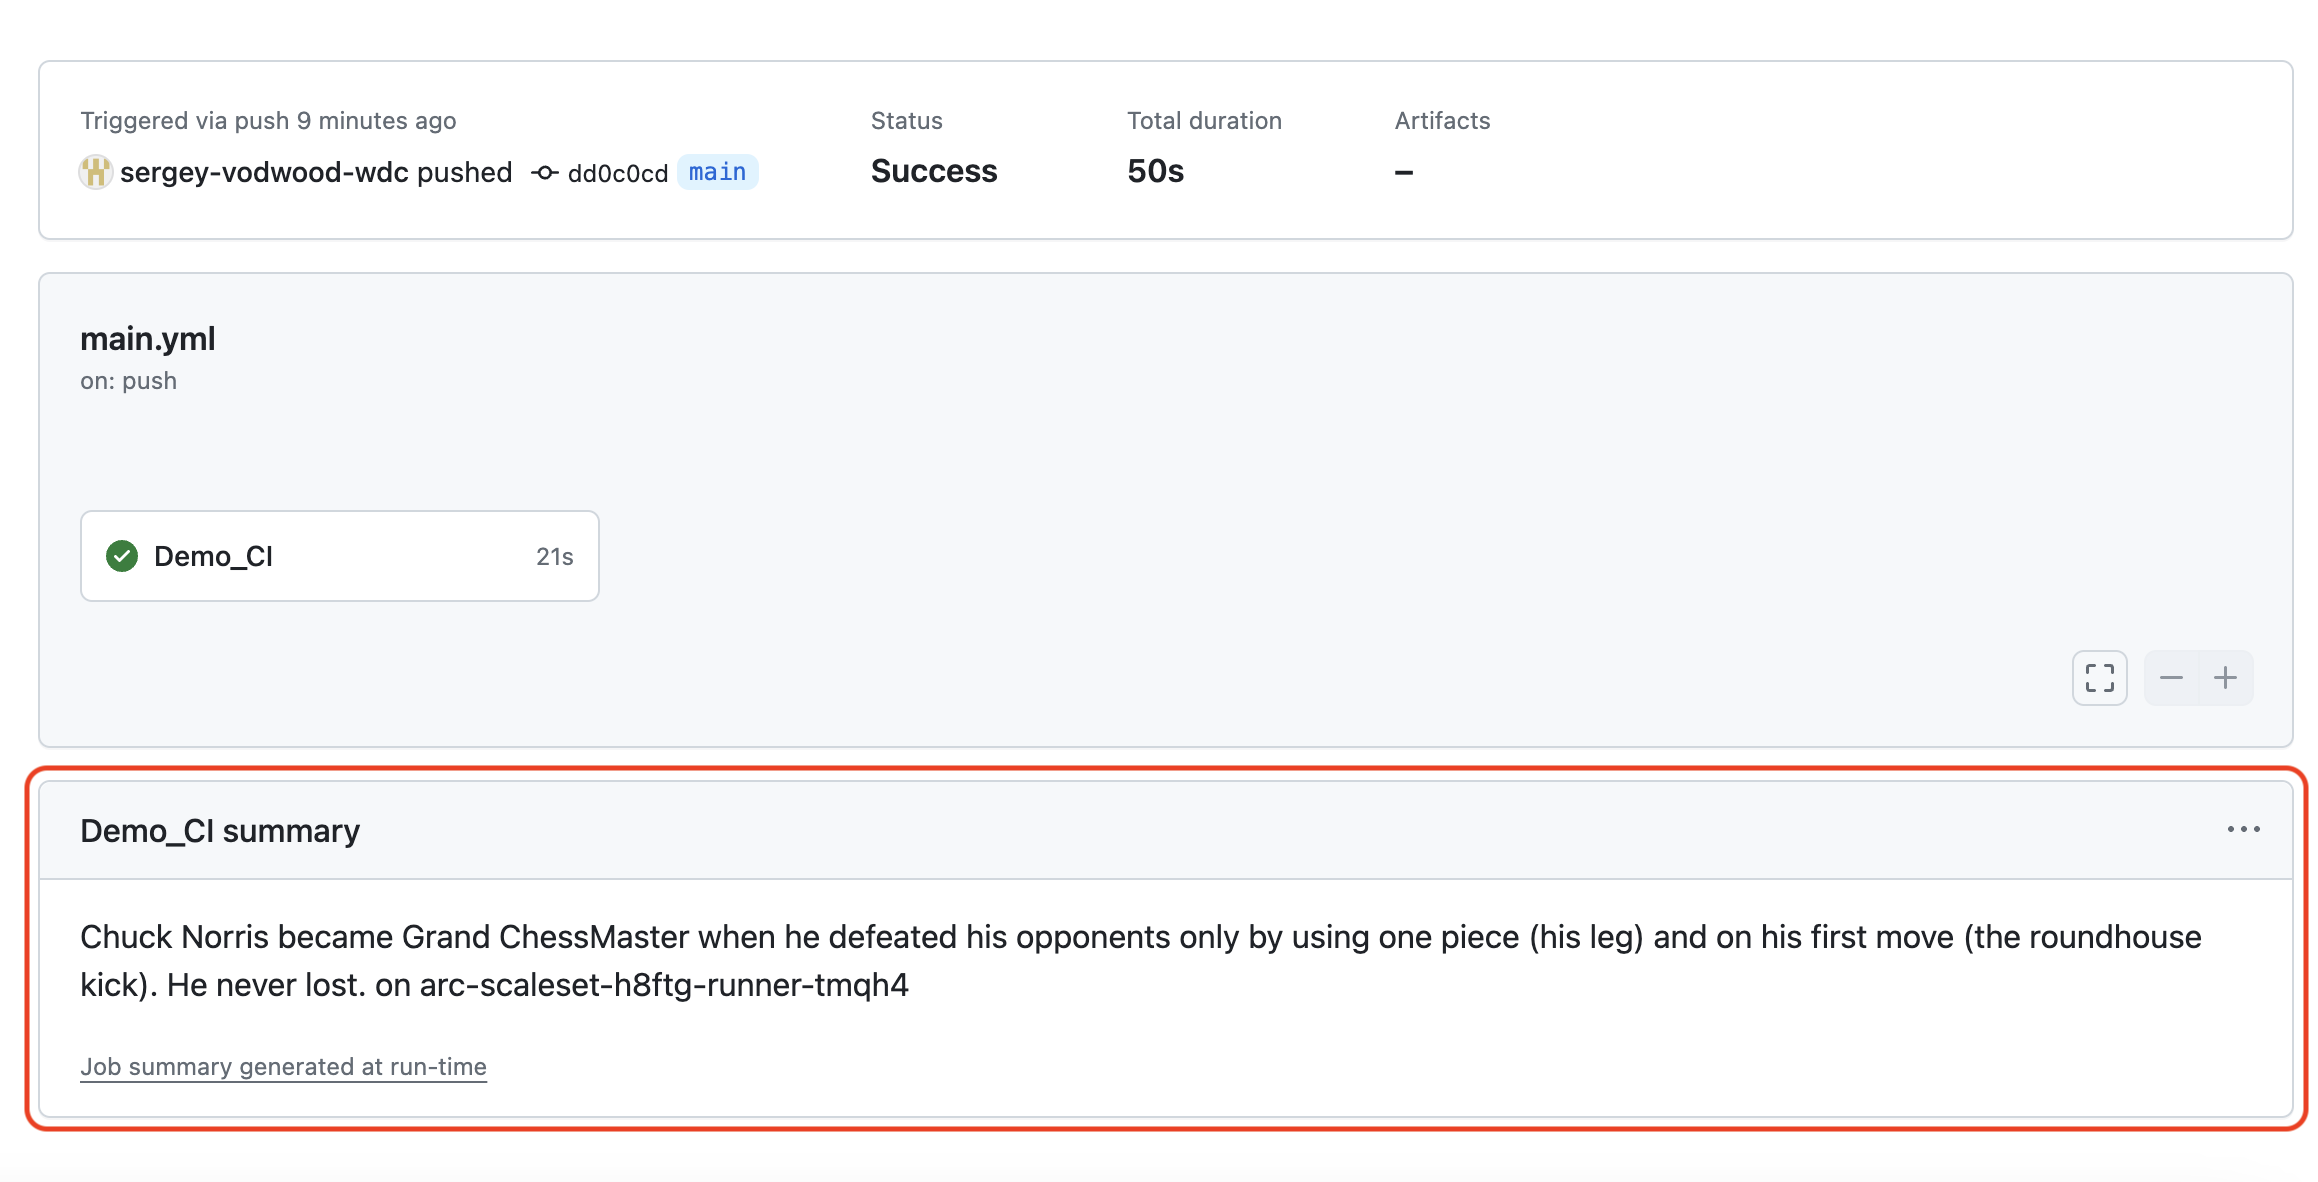 Triggered via push 9 minutes ago
Status
Total duration
Artifacts
sergey-vodwood-wdc pushed dd0c0cd main
Success
50s
–
main.yml
on: push
Demo_CI 21s
Demo_CI summary
Chuck Norris became Grand ChessMaster when he defeated his opponents only by using one piece (his leg) and on his first move (the roundhouse
kick). He never lost. on arc-scaleset-h8ftg-runner-tmqh4
Job summary generated at run-time